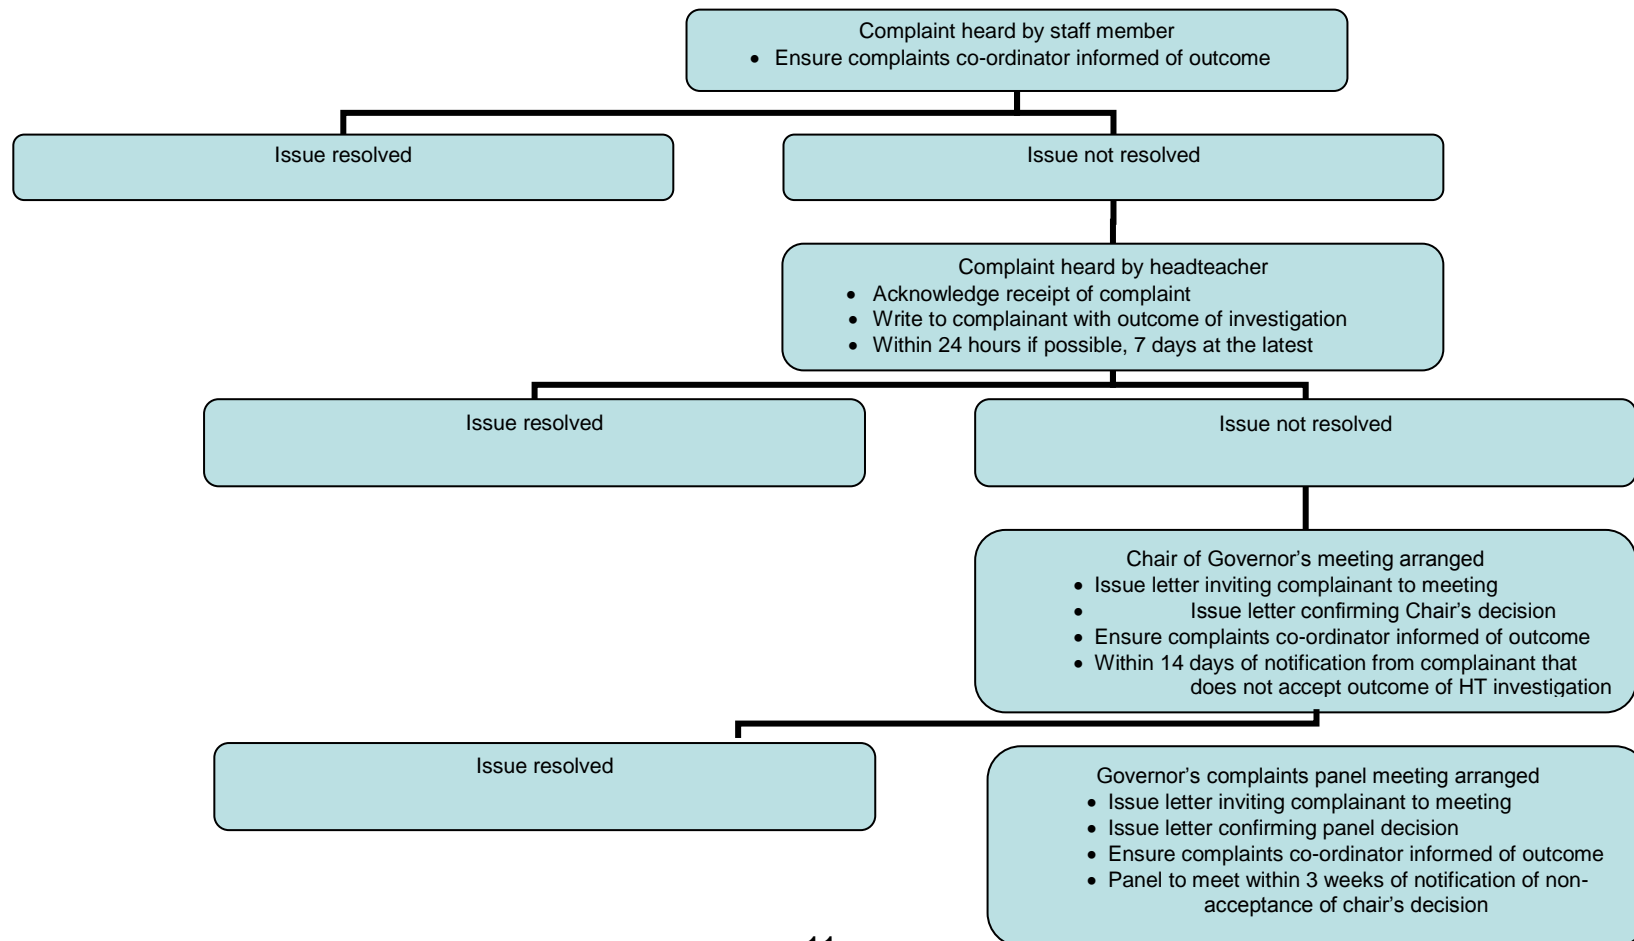 Complaint heard by staff member
• Ensure complaints co-ordinator informed of outcome
Issue resolved
Issue not resolved
Complaint heard by headteacher
• Acknowledge receipt of complaint
• Write to complainant with outcome of investigation
• Within 24 hours if possible, 7 days at the latest
Issue resolved
Issue not resolved
Chair of Governor’s meeting arranged
• Issue letter inviting complainant to meeting
• Issue letter confirming Chair’s decision
• Ensure complaints co-ordinator informed of outcome
• Within 14 days of notification from complainant that
does not accept outcome of HT investigation
Issue resolved
Governor’s complaints panel meeting arranged
• Issue letter inviting complainant to meeting
• Issue letter confirming panel decision
• Ensure complaints co-ordinator informed of outcome
• Panel to meet within 3 weeks of notification of non-
acceptance of chair’s decision